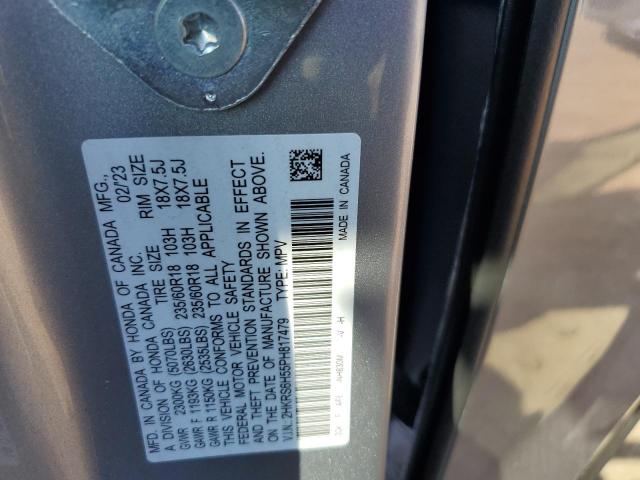 MFD. IN CANADA BY HONDA OF CANADA MFG.,
A DIVISION OF HONDA CANADA INC. 02/'23
TIRE SIZE RIM SIZE
GVWR 2300KG (5070LBS)
GAWR F 1193KG (2630LBS) 235/60R18 103H 18X7.5J
GAWR R 1150KG (2535LBS) 235/60R18 103H 18X7.5J
THIS VEHICLE CONFORMS TO ALL APPLICABLE
FEDERAL MOTOR VEHICLE SAFETY
THEFT PREVENTION STANDARDS IN EFFECT
ON THE DATE OF MANUFACTURE SHOWN ABOVE.
V.I.N.: 2HKRS6H55PH817479 TYPE: MPV
NH830M
MADE IN CANADA